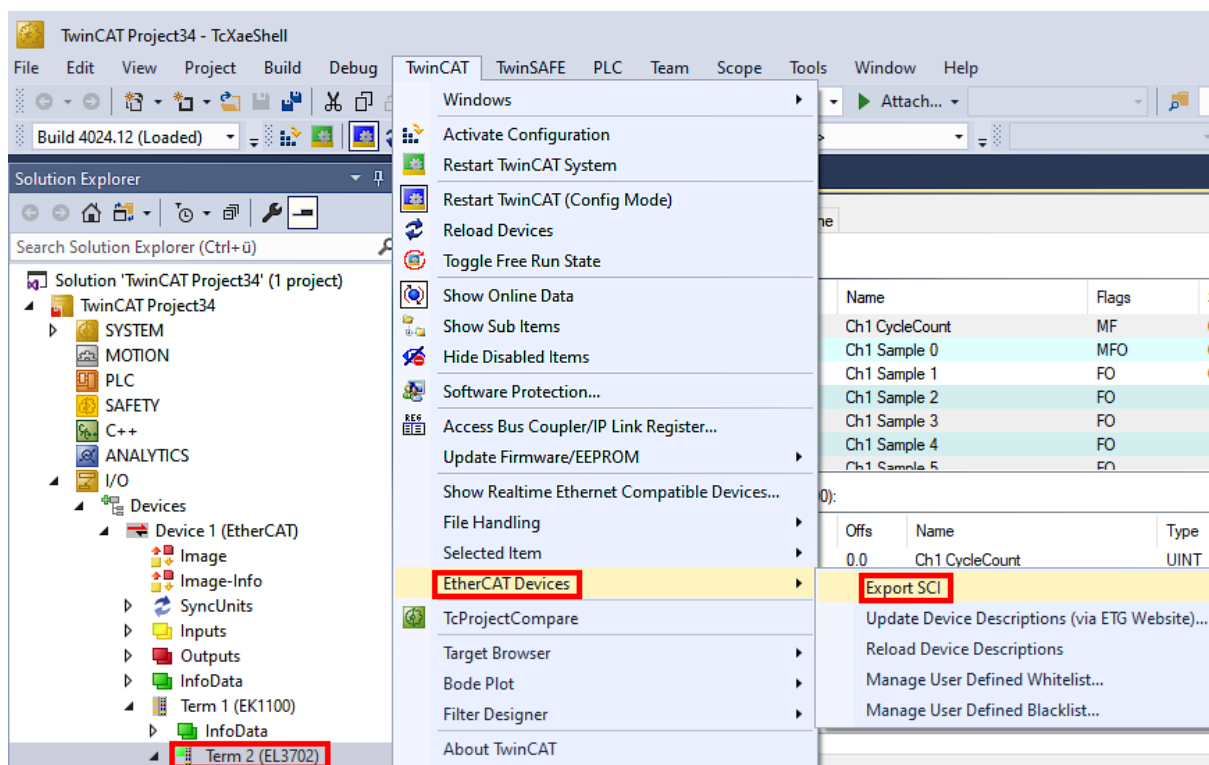 TwinCAT Project34 - TcXaeShell
File Edit View Project Build Debug TwinCAT TwinSAFE PLC Team Scope Tools Window Help
Attach...
Build 4024.12 (Loaded)
Solution Explorer
Search Solution Explorer (Ctrl+ü)
Solution 'TwinCAT Project34' (1 project)
TwinCAT Project34
SYSTEM
MOTION
PLC
SAFETY
C++
ANALYTICS
I/O
Devices
Device 1 (EtherCAT)
Image
Image-Info
SyncUnits
Inputs
Outputs
InfoData
Term 1 (EK1100)
InfoData
Term 2 (EL3702)
Windows
Activate Configuration
Restart TwinCAT System
Restart TwinCAT (Config Mode)
Reload Devices
Toggle Free Run State
Show Online Data
Show Sub Items
Hide Disabled Items
Software Protection...
REG
Access Bus Coupler/IP Link Register...
Update Firmware/EEPROM
Show Realtime Ethernet Compatible Devices...
File Handling
Selected Item
EtherCAT Devices
TcProjectCompare
Target Browser
Bode Plot
Filter Designer
About TwinCAT
Export SCI
Update Device Descriptions (via ETG Website)...
Reload Device Descriptions
Manage User Defined Whitelist...
Manage User Defined Blacklist...
ne
Name Flags
Ch1 CycleCount MF
Ch1 Sample 0 MFO
Ch1 Sample 1 FO
Ch1 Sample 2 FO
Ch1 Sample 3 FO
Ch1 Sample 4 FO
Ch1 Sample 5 FO
0):
Offs Name Type
0.0 Ch1 CycleCount UINT